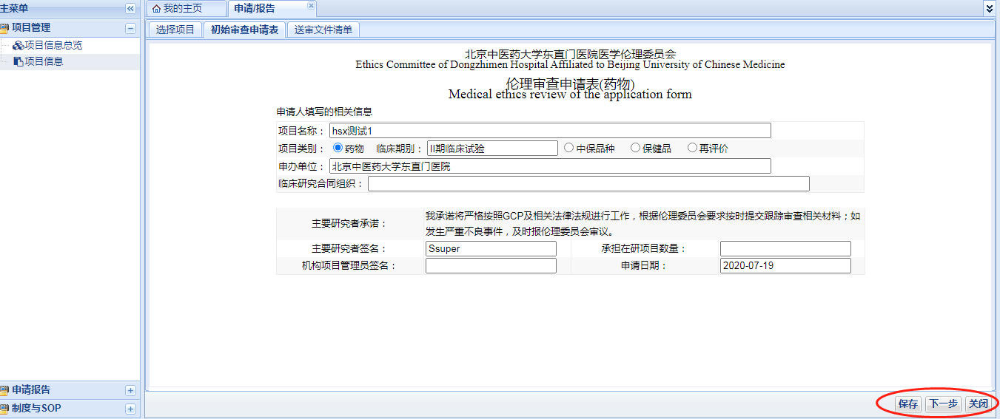 主菜单
我的主页
申请/报告
项目管理
选择项目
初始审查申请表
送审文件清单
项目信息总览
项目信息
北京中医药大学东直门医院医学伦理委员会
Ethics Committee of Dongzhimen Hospital Affiliated to Beijing University of Chinese Medicine
伦理审查申请表(药物)
Medical ethics review of the application form
申请人填写的相关信息
项目名称： hsx测试1
项目类别： 药物 临床期别： II期临床试验 中保品种 保健品 再评价
申办单位： 北京中医药大学东直门医院
临床研究合同组织：
主要研究者承诺： 我承诺将严格按照GCP及相关法律法规进行工作，根据伦理委员会要求按时提交跟踪审查相关材料；如
发生严重不良事件，及时报伦理委员会审议。
主要研究者签名： Ssuper 承担在研项目数量：
机构项目管理员签名： 申请日期： 2020-07-19
申请报告
制度与SOP
保存 下一步 关闭